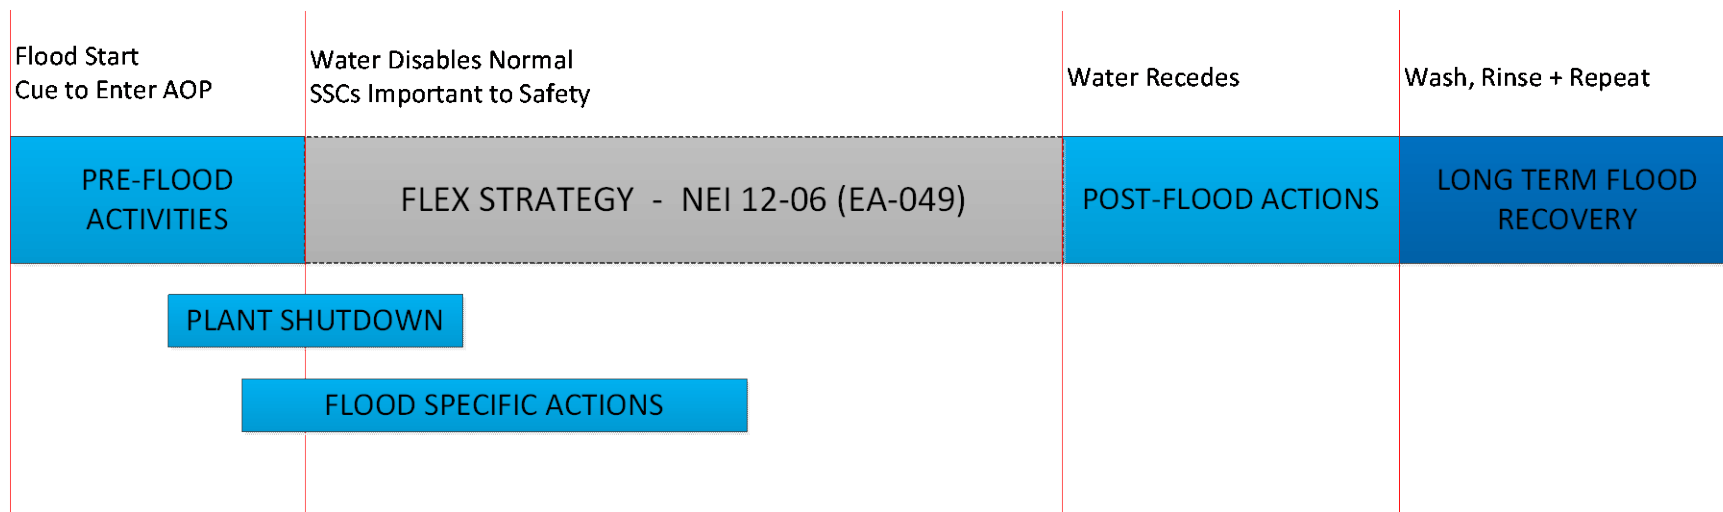 Flood Start
Cue to Enter AOP
Water Disables Normal
SSCs Important to Safety
Water Recedes
Wash, Rinse + Repeat
PRE-FLOOD
ACTIVITIES
FLEX STRATEGY - NEI 12-06 (EA-049)
POST-FLOOD ACTIONS
LONG TERM FLOOD
RECOVERY
PLANT SHUTDOWN
FLOOD SPECIFIC ACTIONS